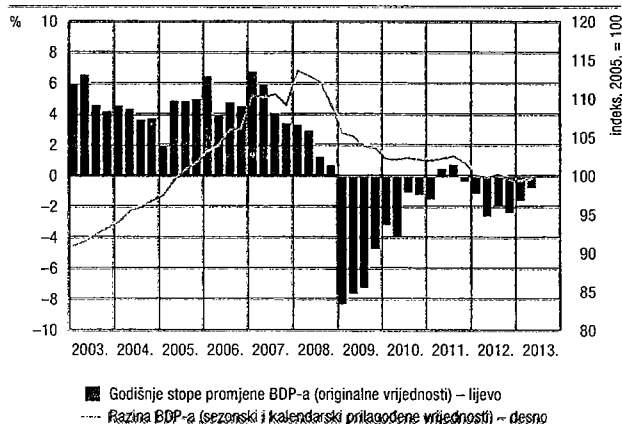 % 10 120
8 115
6 110
4 105
2
0 100
−2 95
−4 90
−6
−8 85
−10 80
indeks, 2005. = 100
2003. 2004. 2005. 2006. 2007. 2008. 2009. 2010. 2011. 2012. 2013.
Godišnje stope promjene BDP-a (originalne vrijednosti) – lijevo
Razina BDP-a (sezonski i kalendarski prilagođene vrijednosti) – desno